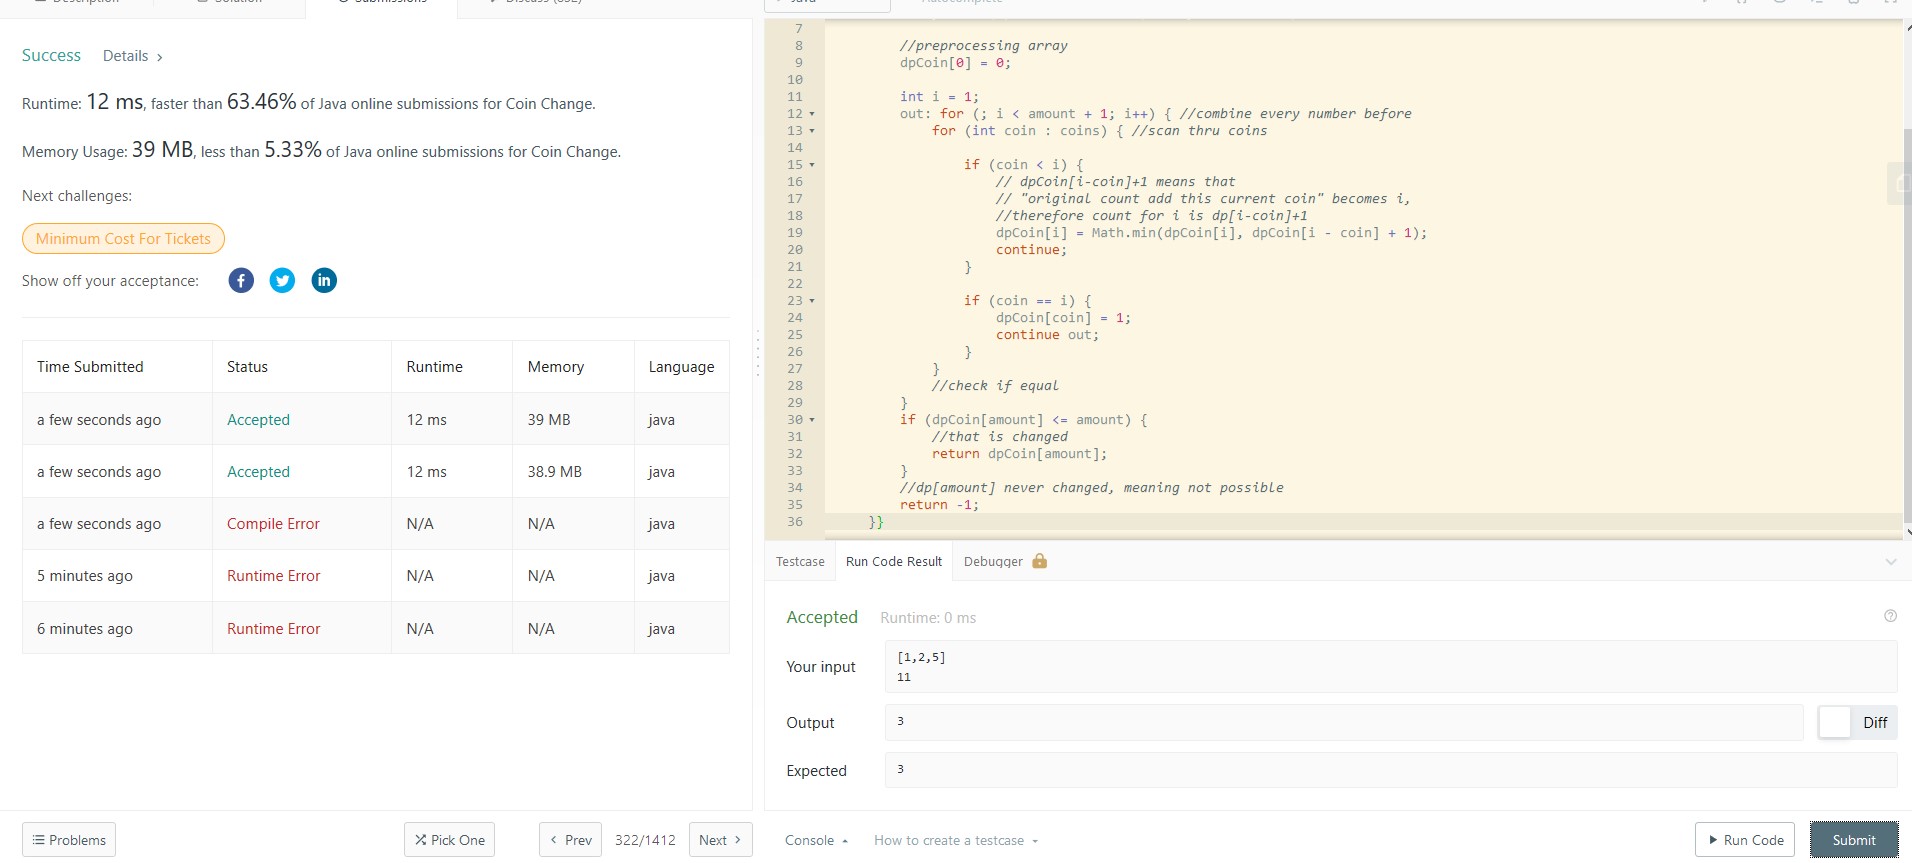 Description
Solution
Submissions
Discuss
Success Details >
Runtime: 12 ms, faster than 63.46% of Java online submissions for Coin Change.
Memory Usage: 39 MB, less than 5.33% of Java online submissions for Coin Change.
Next challenges:
Minimum Cost For Tickets
Show off your acceptance:
Time Submitted Status Runtime Memory Language
a few seconds ago Accepted 12 ms 39 MB java
a few seconds ago Accepted 12 ms 38.9 MB java
a few seconds ago Compile Error N/A N/A java
5 minutes ago Runtime Error N/A N/A java
6 minutes ago Runtime Error N/A N/A java
Problems
Pick One
< Prev 322/1412 Next >
Java Autocomplete
7
8 //preprocessing array
9 dpCoin[0] = 0;
10
11 int i = 1;
12 out: for (; i < amount + 1; i++) { //combine every number before
13 for (int coin : coins) { //scan thru coins
14
15 if (coin < i) {
16 // dpCoin[i-coin]+1 means that
17 // "original count add this current coin" becomes i,
18 //therefore count for i is dp[i-coin]+1
19 dpCoin[i] = Math.min(dpCoin[i], dpCoin[i - coin] + 1);
20 continue;
21 }
22
23 if (coin == i) {
24 dpCoin[coin] = 1;
25 continue out;
26 }
27 }
28 //check if equal
29 }
30 if (dpCoin[amount] <= amount) {
31 //that is changed
32 return dpCoin[amount];
33 }
34 //dp[amount] never changed, meaning not possible
35 return -1;
36 }}
Testcase Run Code Result Debugger
Accepted Runtime: 0 ms
Your input
[1,2,5]
11
Output 3 Diff
Expected 3
Console How to create a testcase Run Code Submit